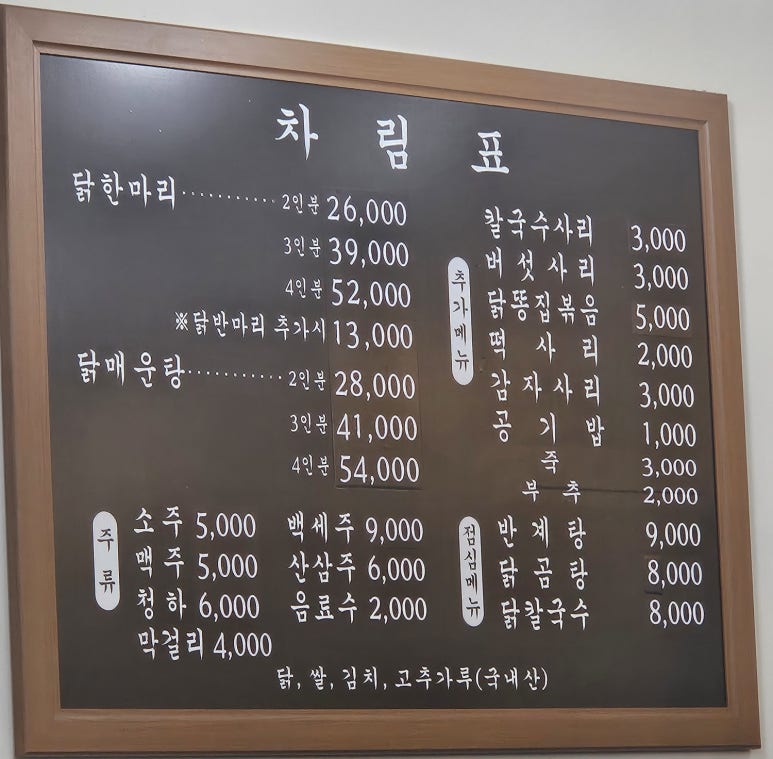 차 림 표
닭한마리 ··········· 2인분 26,000
3인분 39,000
4인분 52,000
※닭반마리 추가시 13,000
닭매운탕 ··········· 2인분 28,000
3인분 41,000
4인분 54,000
추가메뉴
칼국수사리 3,000
버섯사리 3,000
닭똥집볶음 5,000
떡 사 리 2,000
감자사리 3,000
공 기 밥 1,000
죽 3,000
부 추 2,000
주류
소주 5,000 백세주 9,000
맥주 5,000 산삼주 6,000
청하 6,000 음료수 2,000
막걸리 4,000
점심메뉴
반 계 탕 9,000
닭 곰 탕 8,000
닭칼국수 8,000
닭, 쌀, 김치, 고추가루(국내산)